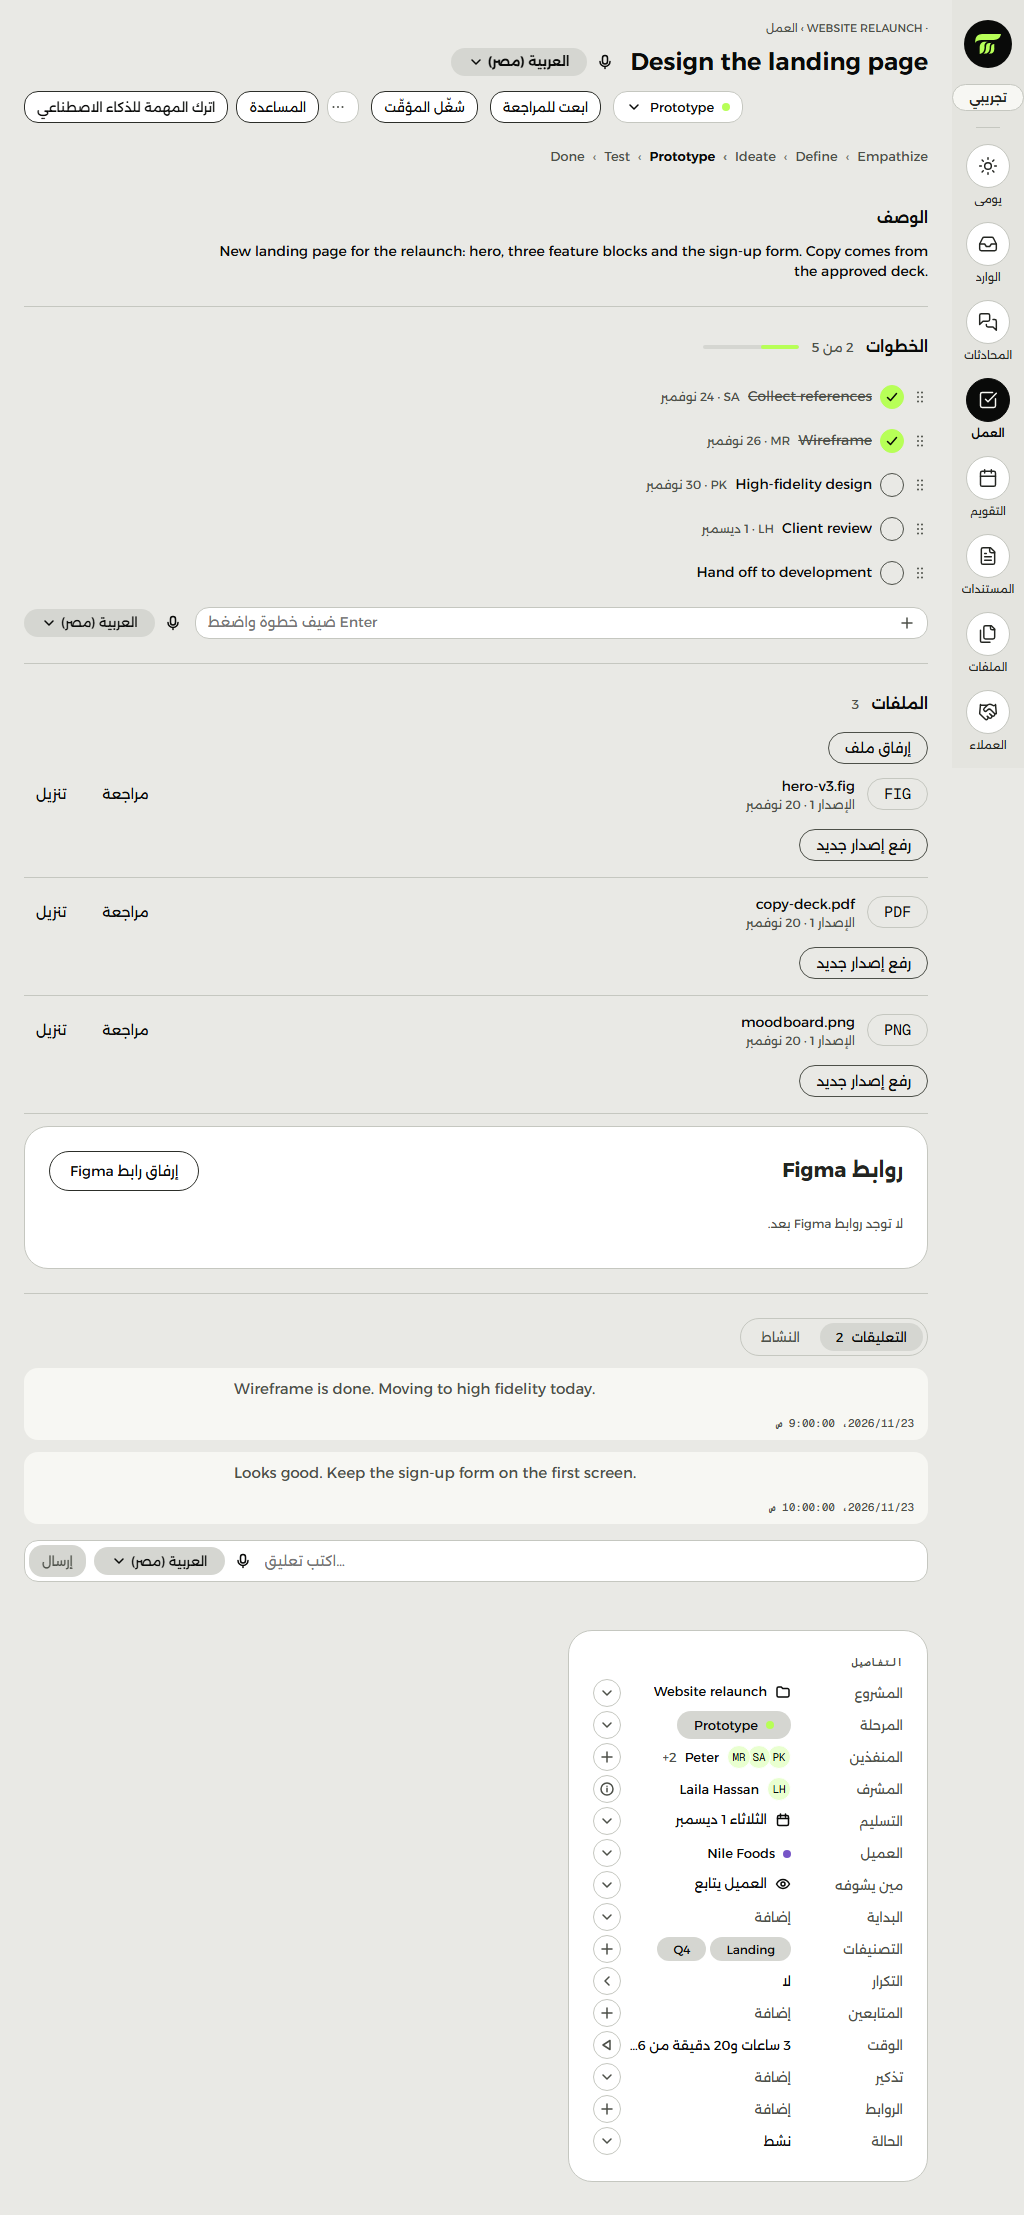 تجريبي
يومى
الوارد
المحادثات
العمل
التقويم
المستندات
الملفات
العملاء
· WEBSITE RELAUNCH › العمل
Design the landing page
العربية (مصر)
Prototype
ابعت للمراجعة
شغّل المؤقّت
···
المساعدة
اترك المهمة للذكاء الاصطناعي
Empathize › Define › Ideate › Prototype › Test › Done
الوصف
New landing page for the relaunch: hero, three feature blocks and the sign-up form. Copy comes from
the approved deck.
الخطوات 2 من 5
Collect references SA · 24 نوفمبر
Wireframe MR · 26 نوفمبر
High-fidelity design PK · 30 نوفمبر
Client review LH · 1 ديسمبر
Hand off to development
ضيف خطوة واضغط Enter
العربية (مصر)
الملفات 3
إرفاق ملف
FIG
hero-v3.fig
الإصدار 1 · 20 نوفمبر
مراجعة
تنزيل
رفع إصدار جديد
PDF
copy-deck.pdf
الإصدار 1 · 20 نوفمبر
مراجعة
تنزيل
رفع إصدار جديد
PNG
moodboard.png
الإصدار 1 · 20 نوفمبر
مراجعة
تنزيل
رفع إصدار جديد
روابط Figma
إرفاق رابط Figma
لا توجد روابط Figma بعد.
التعليقات 2
النشاط
Wireframe is done. Moving to high fidelity today.
2026/11/23، 9:00:00 ص
Looks good. Keep the sign-up form on the first screen.
2026/11/23، 10:00:00 ص
اكتب تعليق...
العربية (مصر)
إرسال
التفاصيل
المشروع Website relaunch
المرحلة Prototype
المنفذين PK SA MR Peter +2
المشرف LH Laila Hassan
التسليم الثلاثاء 1 ديسمبر
العميل Nile Foods
مين يشوفه العميل يتابع
البداية إضافة
التصنيفات Landing Q4
التكرار لا
المتابعين إضافة
الوقت 3 ساعات و20 دقيقة من 6...
تذكير إضافة
الروابط إضافة
الحالة نشط